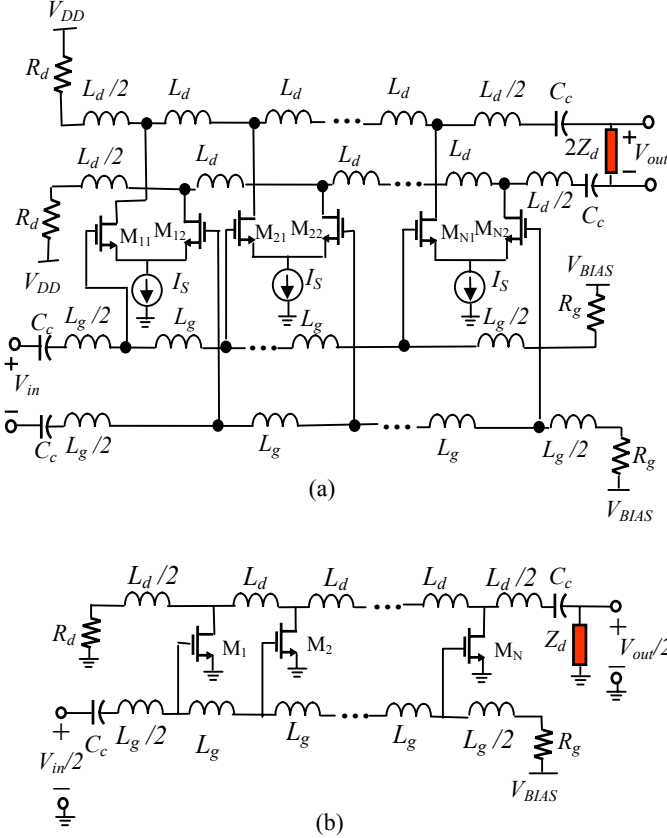 V_DD
R_d
L_d/2 L_d L_d L_d L_d/2 C_c
L_d/2 L_d L_d L_d 2Z_d + V_out −
R_d L_d/2 C_c
M_11 M_12 M_21 M_22 M_N1 M_N2
V_DD I_S I_S I_S V_BIAS
C_c L_g/2 L_g L_g L_g/2 R_g
+ V_in −
C_c L_g/2 L_g L_g L_g/2 R_g
V_BIAS
(a)
L_d/2 L_d L_d L_d L_d/2 C_c
R_d M_1 M_2 M_N Z_d + V_out/2 −
+ V_in/2 − C_c L_g/2 L_g L_g L_g L_g/2 R_g
V_BIAS
(b)